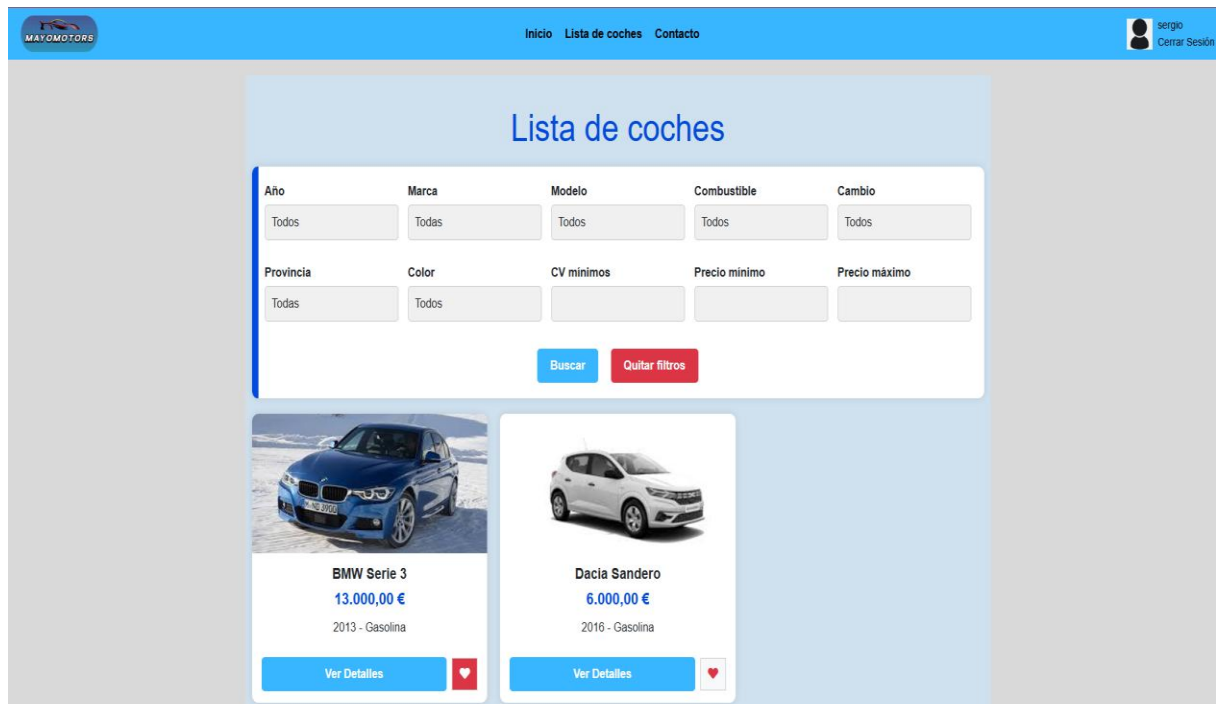 MAYOMOTORS
Inicio Lista de coches Contacto
sergio
Cerrar Sesión
Lista de coches
Año Marca Modelo Combustible Cambio
Todos Todas Todos Todos Todos
Provincia Color CV mínimos Precio mínimo Precio máximo
Todas Todos
Buscar Quitar filtros
BMW Serie 3 Dacia Sandero
13.000,00 € 6.000,00 €
2013 - Gasolina 2016 - Gasolina
Ver Detalles Ver Detalles